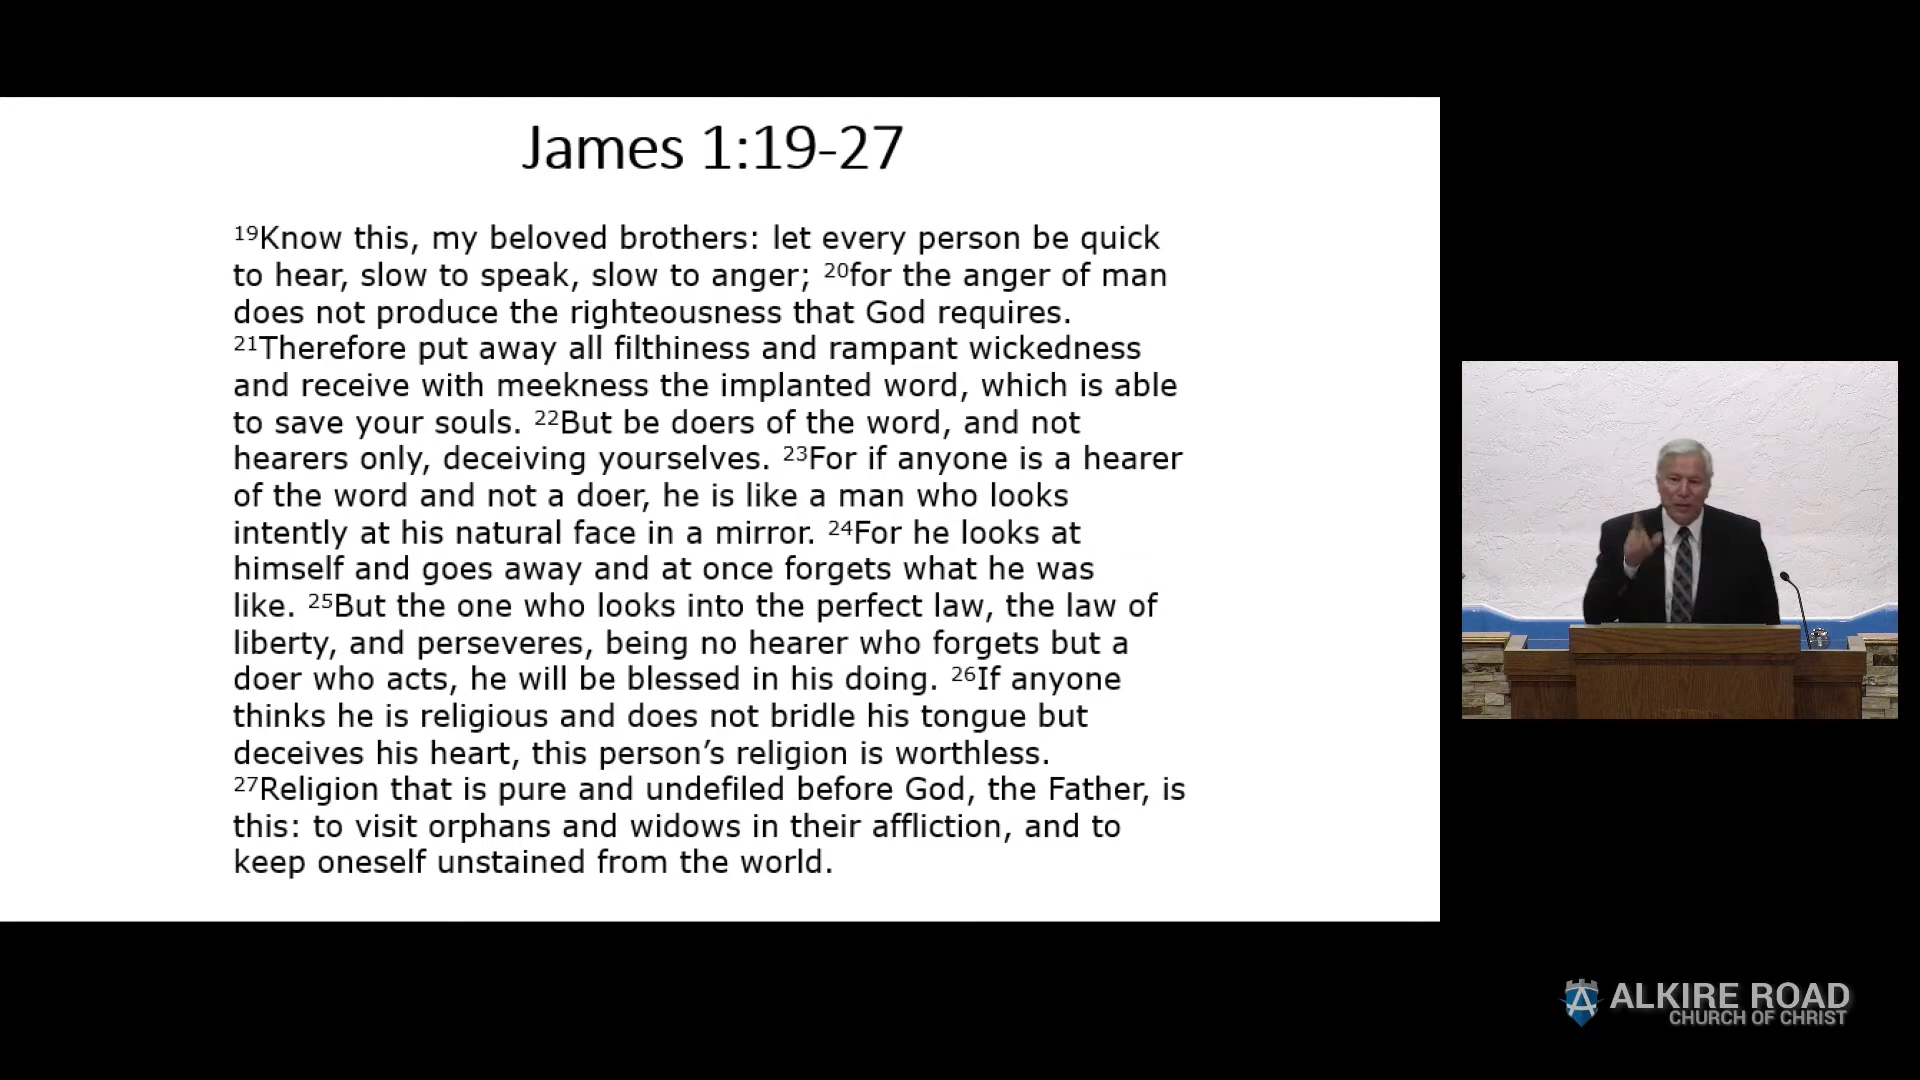 James 1:19-27
19Know this, my beloved brothers: let every person be quick
to hear, slow to speak, slow to anger; 20for the anger of man
does not produce the righteousness that God requires.
21Therefore put away all filthiness and rampant wickedness
and receive with meekness the implanted word, which is able
to save your souls. 22But be doers of the word, and not
hearers only, deceiving yourselves. 23For if anyone is a hearer
of the word and not a doer, he is like a man who looks
intently at his natural face in a mirror. 24For he looks at
himself and goes away and at once forgets what he was
like. 25But the one who looks into the perfect law, the law of
liberty, and perseveres, being no hearer who forgets but a
doer who acts, he will be blessed in his doing. 26If anyone
thinks he is religious and does not bridle his tongue but
deceives his heart, this person’s religion is worthless.
27Religion that is pure and undefiled before God, the Father, is
this: to visit orphans and widows in their affliction, and to
keep oneself unstained from the world.
ALKIRE ROAD
CHURCH OF CHRIST